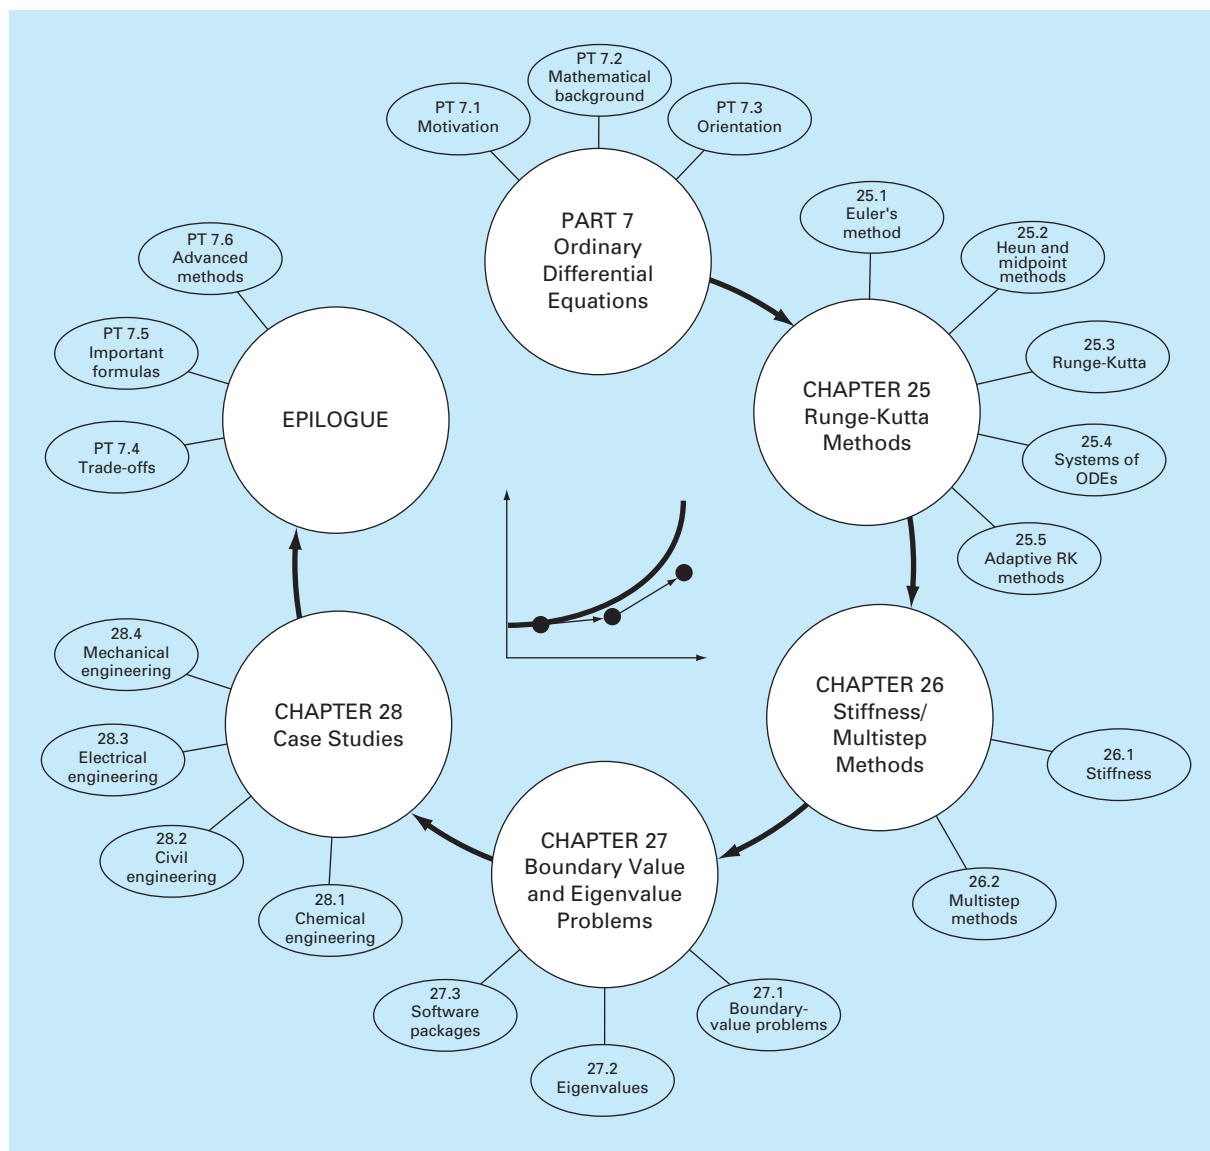 PT 7.1
Motivation
PT 7.2
Mathematical
background
PT 7.3
Orientation
PART 7
Ordinary
Differential
Equations
25.1
Euler's
method
25.2
Heun and
midpoint
methods
25.3
Runge-Kutta
25.4
Systems of
ODEs
25.5
Adaptive RK
methods
CHAPTER 25
Runge-Kutta
Methods
CHAPTER 26
Stiffness/
Multistep
Methods
26.1
Stiffness
26.2
Multistep
methods
CHAPTER 27
Boundary Value
and Eigenvalue
Problems
27.1
Boundary-
value problems
27.2
Eigenvalues
27.3
Software
packages
CHAPTER 28
Case Studies
28.1
Chemical
engineering
28.2
Civil
engineering
28.3
Electrical
engineering
28.4
Mechanical
engineering
EPILOGUE
PT 7.4
Trade-offs
PT 7.5
Important
formulas
PT 7.6
Advanced
methods